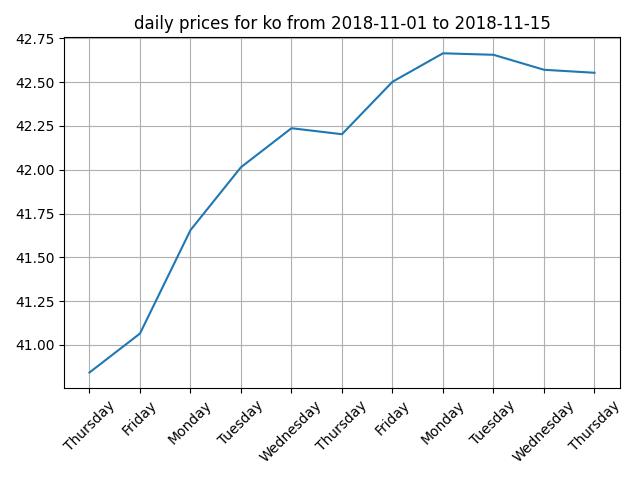 daily prices for ko from 2018-11-01 to 2018-11-15
42.75
42.50
42.25
42.00
41.75
41.50
41.25
41.00
Thursday
Friday
Monday
Tuesday
Wednesday
Thursday
Friday
Monday
Tuesday
Wednesday
Thursday